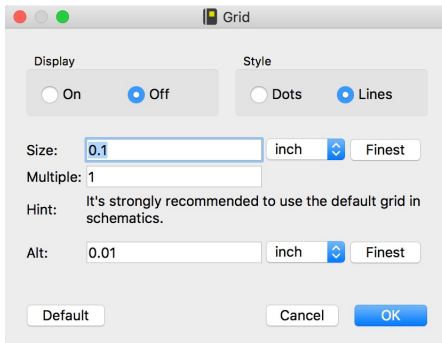 Grid
Display
Style
On
Off
Dots
Lines
Size:
0.1
inch
Finest
Multiple:
1
Hint:
It's strongly recommended to use the default grid in
schematics.
Alt:
0.01
inch
Finest
Default
Cancel
OK